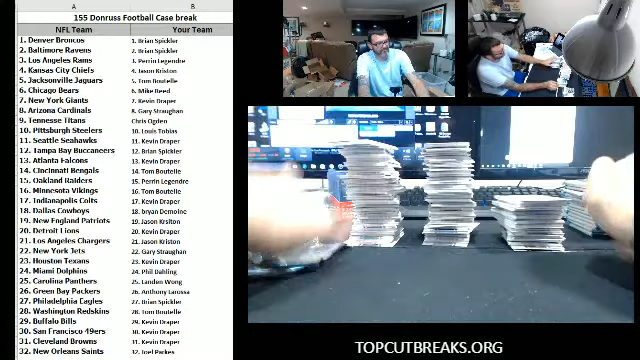 A B
155 Donruss Football Case break
NFL Team Your Team
1. Denver Broncos 1. Brian Spickler
2. Baltimore Ravens 2. Brian Spickler
3. Los Angeles Rams 3. Perrin Legendre
4. Kansas City Chiefs 4. Jason Kriston
5. Jacksonville Jaguars 5. Tom Boutelle
6. Chicago Bears 6. Mike Reed
7. New York Giants 7. Kevin Draper
8. Arizona Cardinals 8. Gary Straughan
9. Tennesse Titans Chris Ogden
10. Pittsburgh Steelers 10. Louis Tobias
11. Seattle Seahawks 11. Kevin Draper
12. Tampa Bay Buccaneers 12. Brian Spickler
13. Atlanta Falcons 13. Kevin Draper
14. Cincinnati Bengals 14. Tom Boutelle
15. Oakland Raiders 15. Perrin Legendre
16. Minnesota Vikings 16. Tom Boutelle
17. Indianapolis Colts 17. Kevin Draper
18. Dallas Cowboys 18. bryan Demoine
19. New England Patriots 19. Jason Kriston
20. Detroit Lions 20. Kevin Draper
21. Los Angeles Chargers 21. Jason Kriston
22. New York Jets 22. Gary Straughan
23. Houston Texans 23. Kevin Draper
24. Miami Dolphins 24. Phil Dahling
25. Carolina Panthers 25. Landen Wong
26. Green Bay Packers 26. Anthony Larossa
27. Philadelphia Eagles 27. Brian Spickler
28. Washington Redskins 28. Tom Boutelle
29. Buffalo Bills 29. Kevin Draper
30. San Francisco 49ers 30. Kevin Draper
31. Cleveland Browns 31. Kevin Draper
32. New Orleans Saints 32. Joel Parkes
TOPCUTBREAKS.ORG